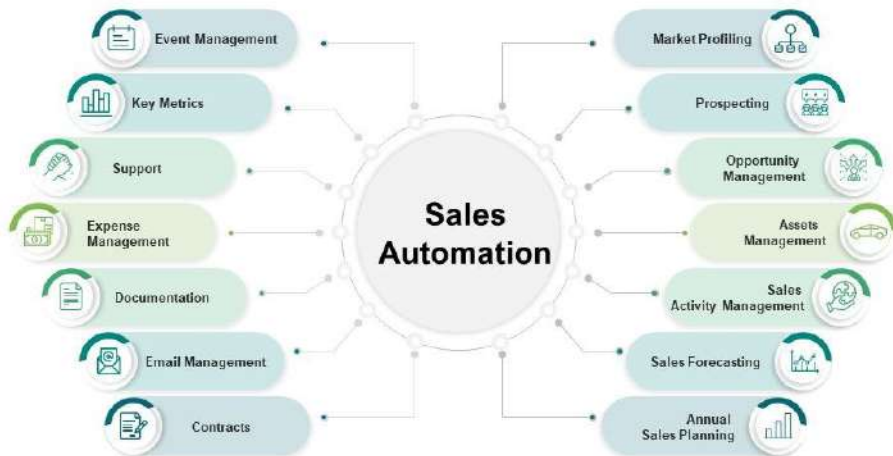 Event Management
Key Metrics
Support
Expense
Management
Documentation
Email Management
Contracts
Sales
Automation
Market Profiling
Prospecting
Opportunity
Management
Assets
Management
Sales
Activity Management
Sales Forecasting
Annual
Sales Planning